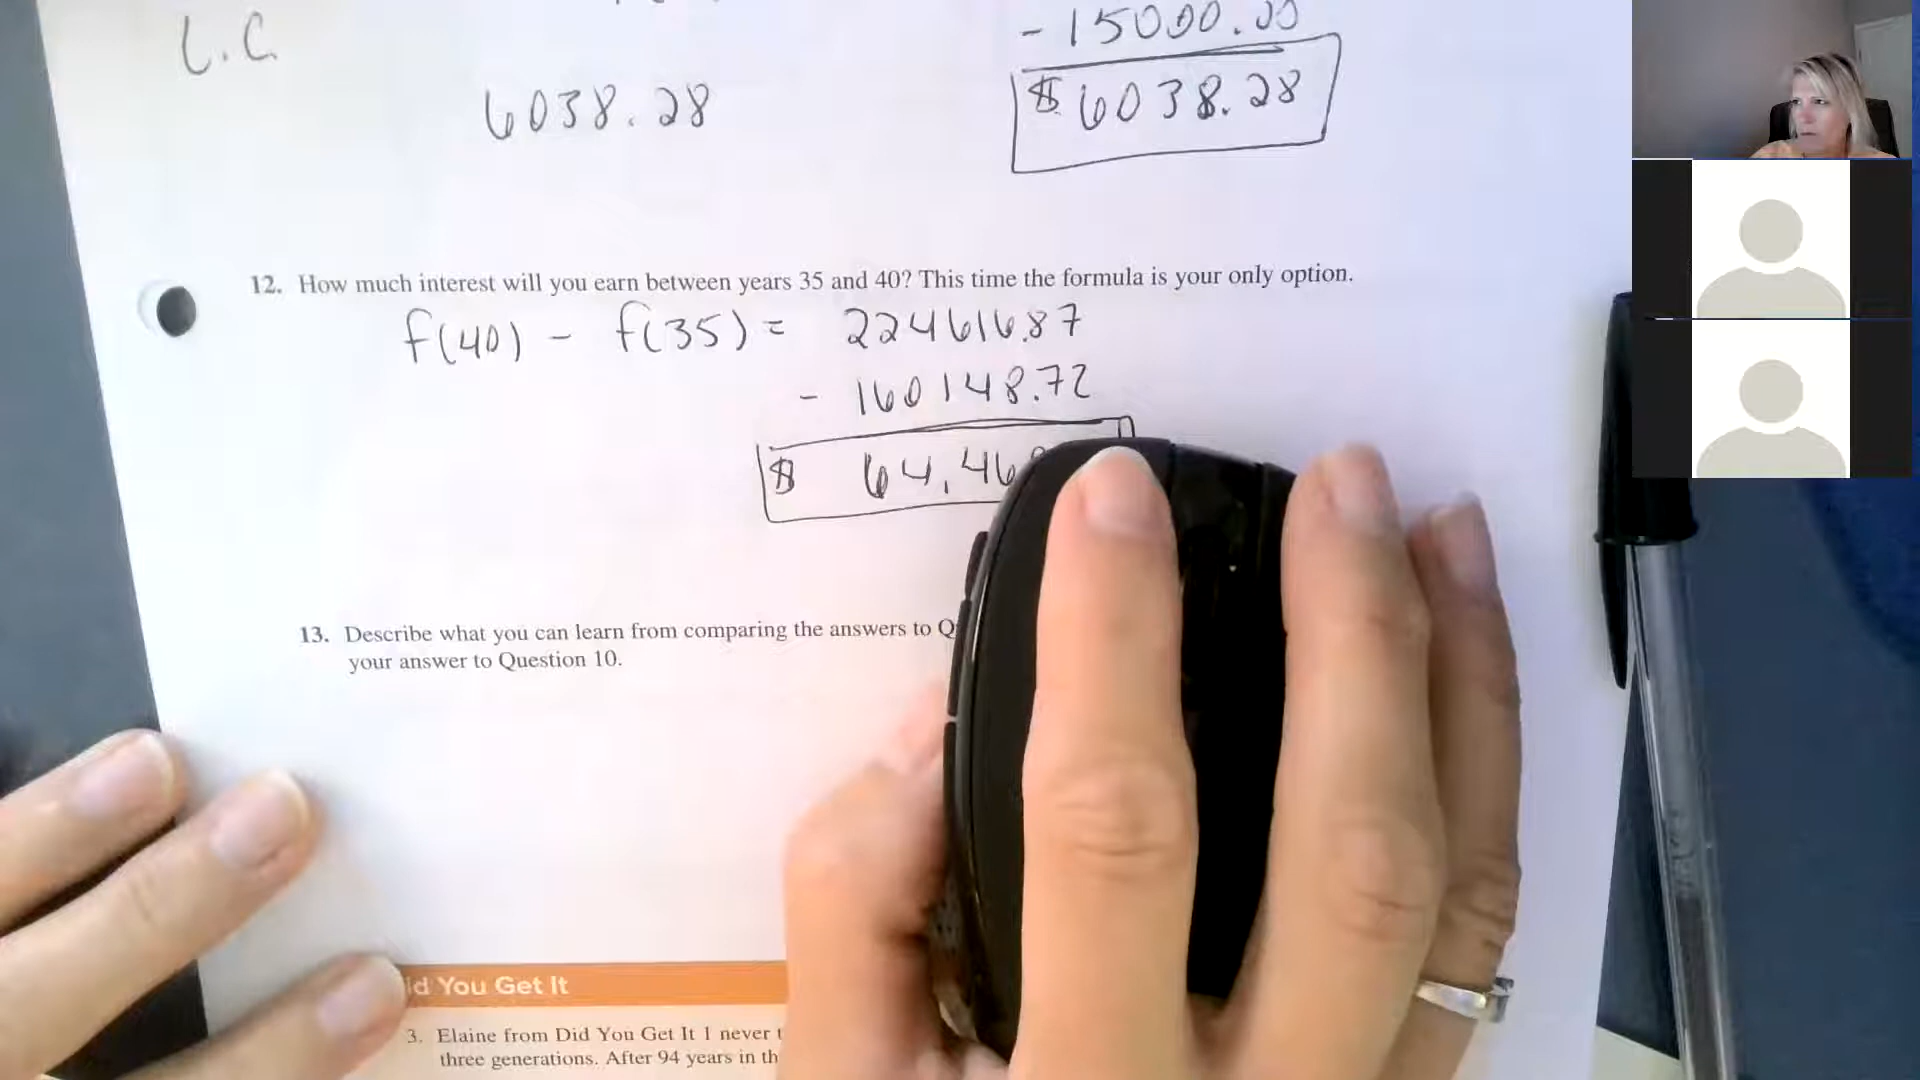 L.C.
- 15000.00
6038.28
$ 6038.28
12. How much interest will you earn between years 35 and 40? This time the formula is your only option.
f(40) - f(35) = 224616.87
- 160148.72
$ 64,46
13. Describe what you can learn from comparing the answers to Q
your answer to Question 10.
id You Get It
3. Elaine from Did You Get It 1 never t
three generations. After 94 years in th